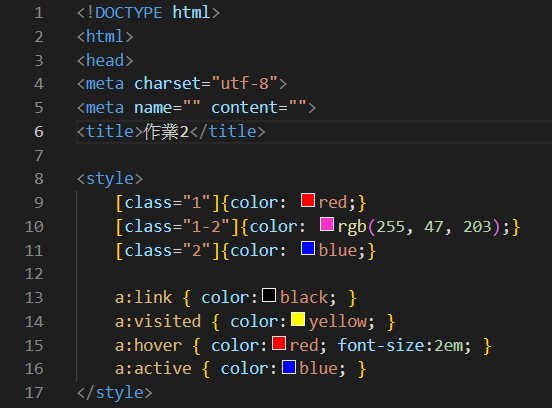 1 <!DOCTYPE html>
2 <html>
3 <head>
4 <meta charset="utf-8">
5 <meta name="" content="">
6 <title>作業2</title>
7
8 <style>
9 [class="1"]{color: red;}
10 [class="1-2"]{color: rgb(255, 47, 203);}
11 [class="2"]{color: blue;}
12
13 a:link { color:black; }
14 a:visited { color:yellow; }
15 a:hover { color:red; font-size:2em; }
16 a:active { color:blue; }
17 </style>